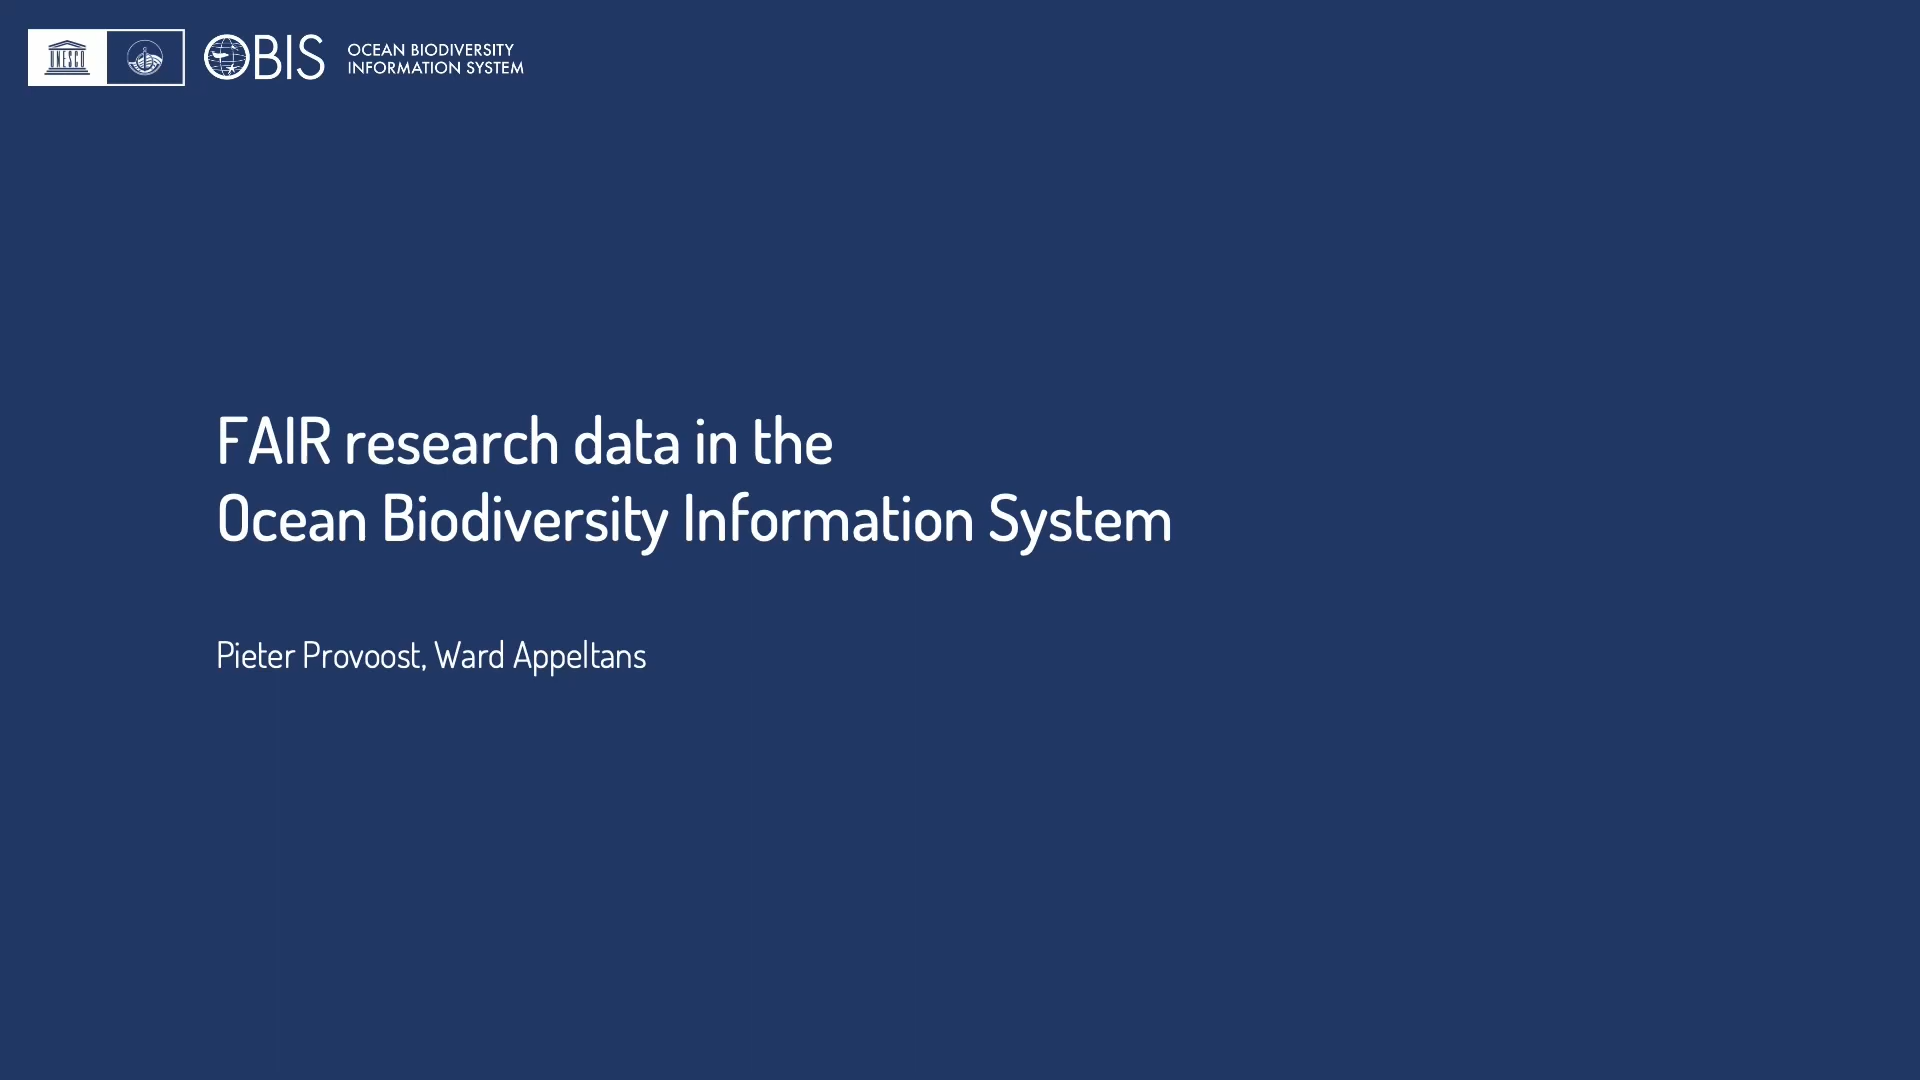 UNESCO
OBIS
OCEAN BIODIVERSITY
INFORMATION SYSTEM
FAIR research data in the
Ocean Biodiversity Information System
Pieter Provoost, Ward Appeltans